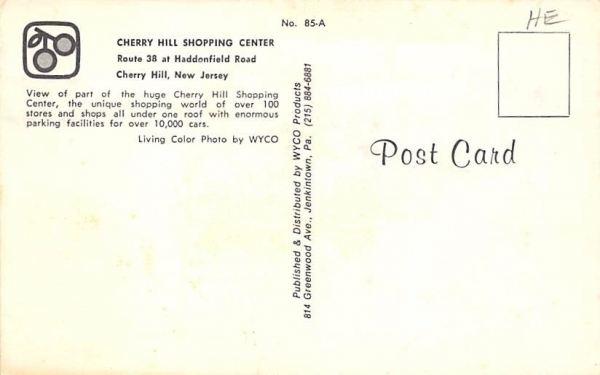 No. 85-A
HE
CHERRY HILL SHOPPING CENTER
Route 38 at Haddonfield Road
Cherry Hill, New Jersey
View of part of the huge Cherry Hill Shopping
Center, the unique shopping world of over 100
stores and shops all under one roof with enormous
parking facilities for over 10,000 cars.
Living Color Photo by WYCO
Published & Distributed by WYCO Products
814 Greenwood Ave., Jenkintown, Pa. (215) 884-6881
Post Card